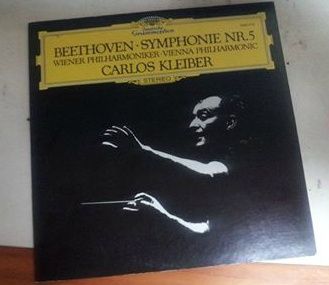 Deutsche
Grammophon
BEETHOVEN · SYMPHONIE NR.5
WIENER PHILHARMONIKER · VIENNA PHILHARMONIC
CARLOS KLEIBER
STEREO